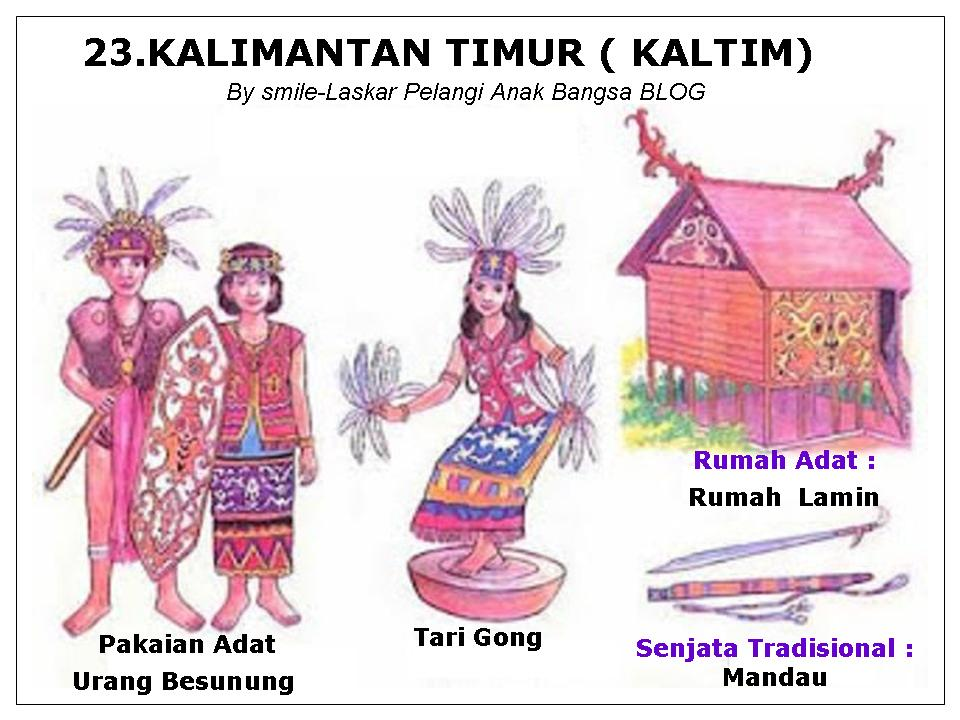 23.KALIMANTAN TIMUR ( KALTIM)
By smile-Laskar Pelangi Anak Bangsa BLOG
Rumah Adat :
Rumah Lamin
Pakaian Adat
Urang Besunung
Tari Gong
Senjata Tradisional :
Mandau